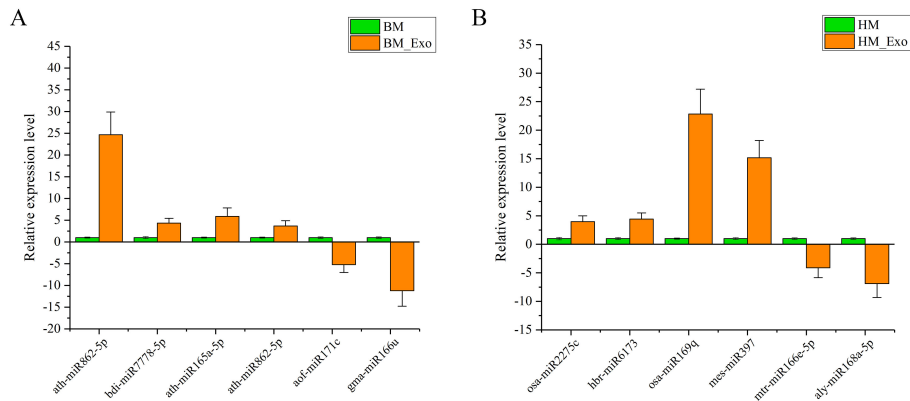 A
BM
BM_Exo
Relative expression level
45
40
35
30
25
20
15
10
5
0
-5
-10
-15
-20
ath-miR862-5p
bdi-miR7778-5p
ath-miR165a-5p
ath-miR862-5p
aof-miR171c
gma-miR166u
B
HM
HM_Exo
Relative expression level
35
30
25
20
15
10
5
0
-5
-10
-15
osa-miR2275c
hbr-miR6173
osa-miR169q
mes-miR397
mtr-miR166e-5p
aly-miR168a-5p